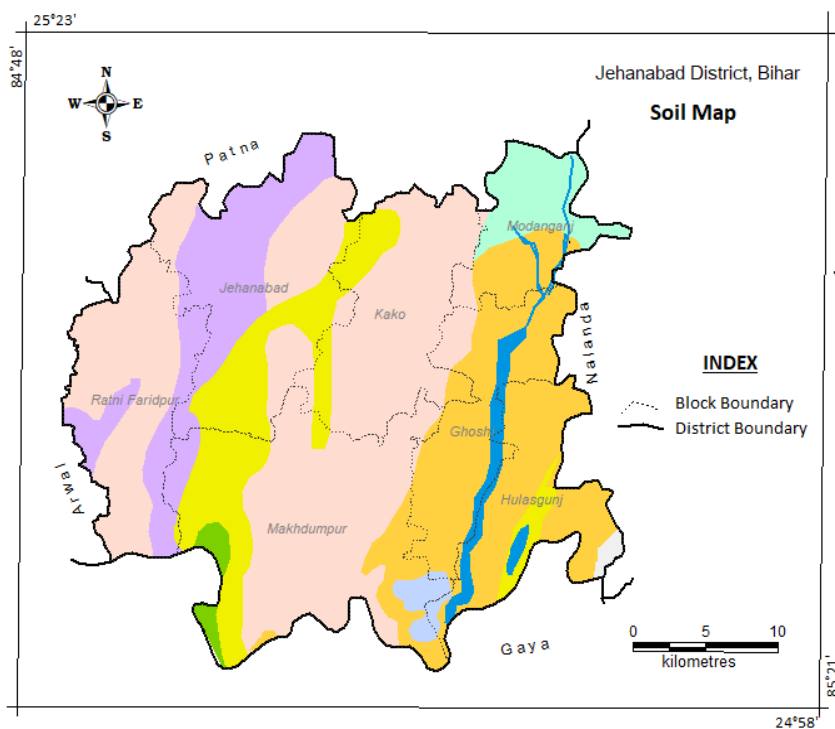 25°23'
84°48'
Jehanabad District, Bihar
Soil Map
N
W E
S
Patna
Modanganj
Jehanabad
Kako
Nalanda
INDEX
Block Boundary
District Boundary
Ratni Faridpur
Ghoshi
Arwal
Hulasgunj
Makhdumpur
Gaya
0 5 10
kilometres
85°21'
24°58'